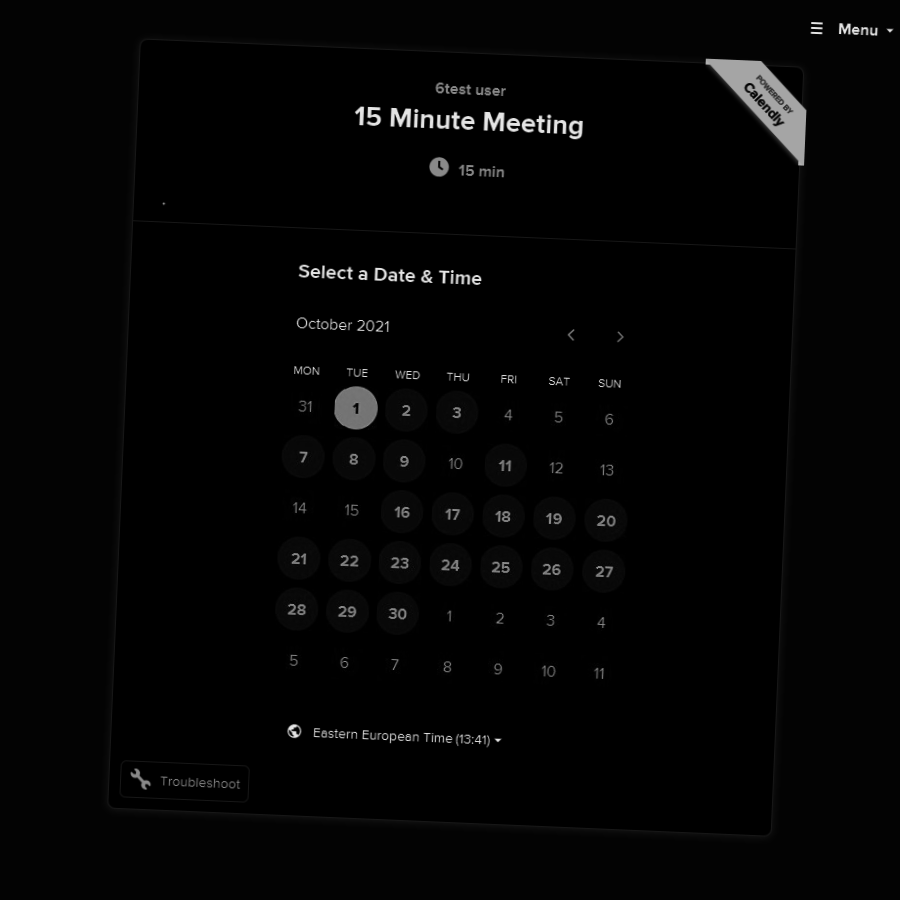 ☰ Menu
6test user
POWERED BY
Calendly
15 Minute Meeting
15 min
.
Select a Date & Time
October 2021
MON TUE WED THU FRI SAT SUN
31 1 2 3 4 5 6
7 8 9 10 11 12 13
14 15 16 17 18 19 20
21 22 23 24 25 26 27
28 29 30 1 2 3 4
5 6 7 8 9 10 11
Eastern European Time (13:41)
Troubleshoot